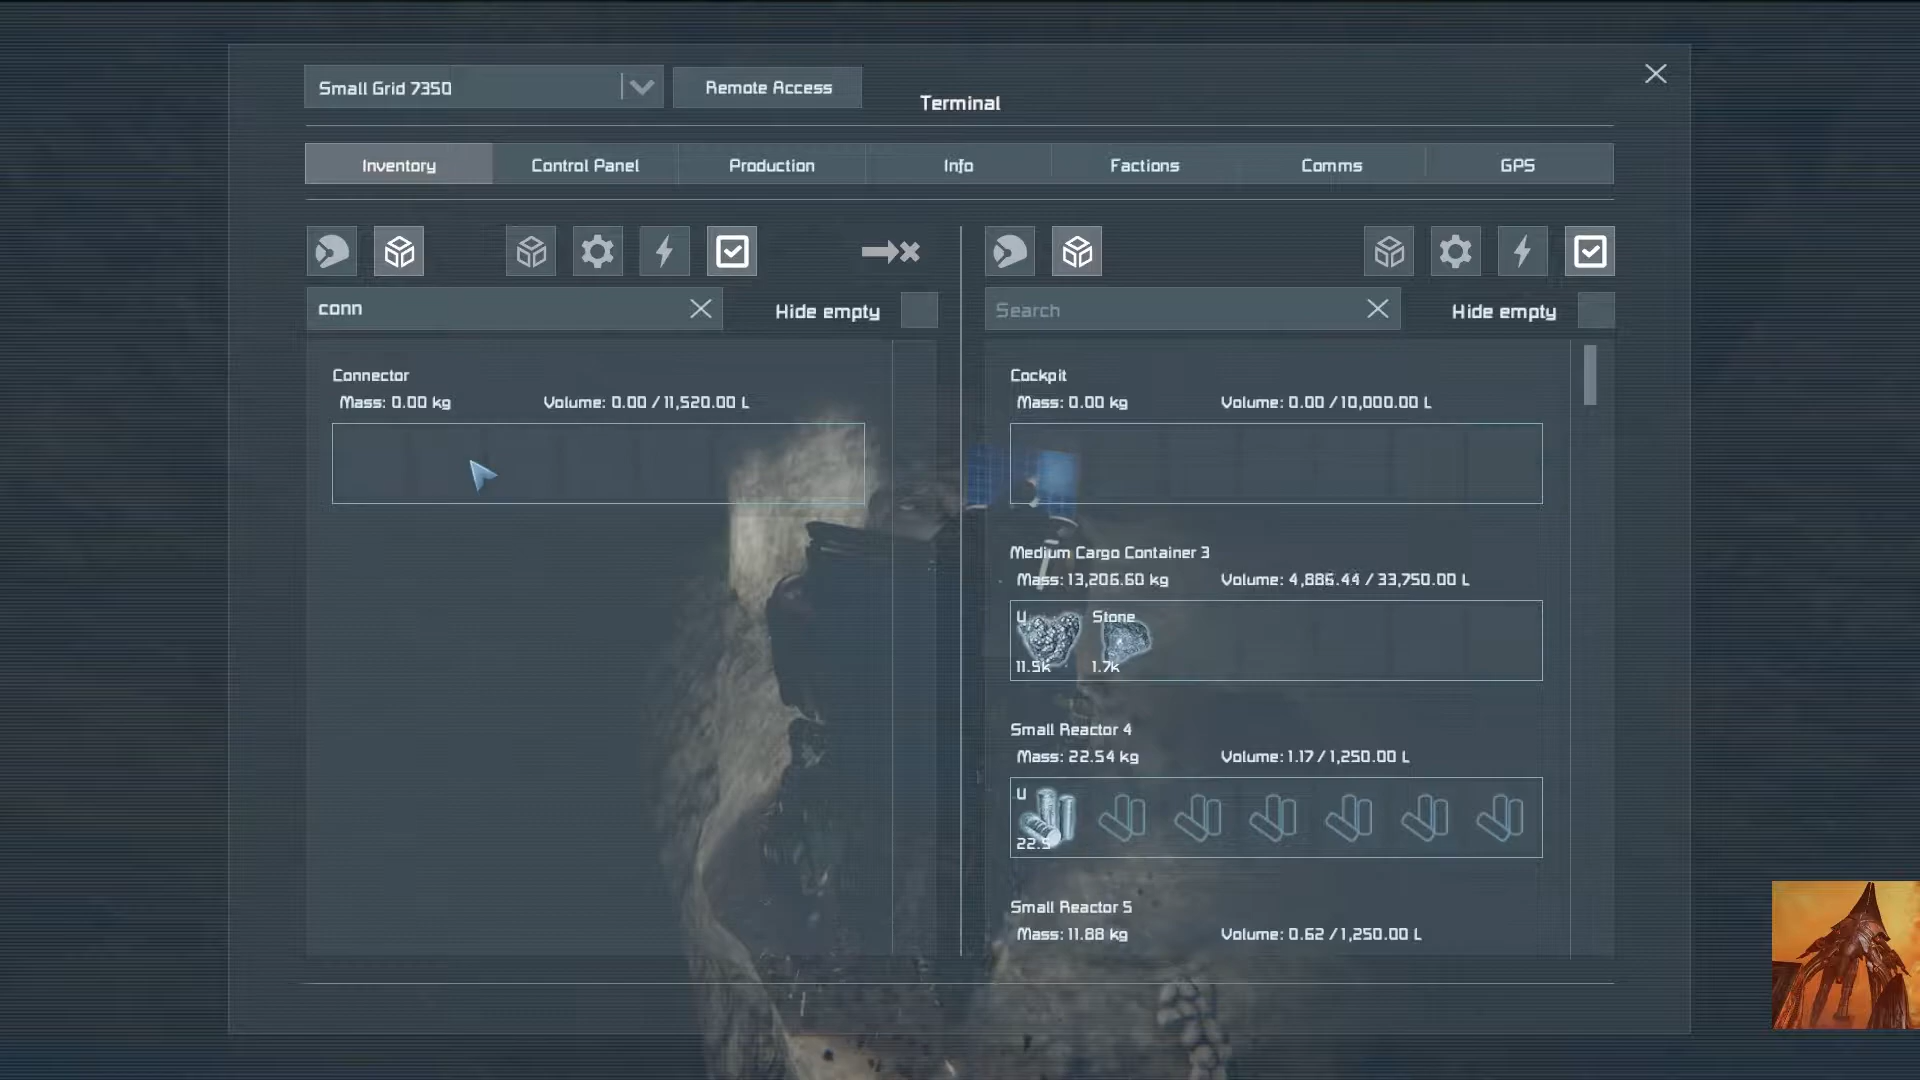 Small Grid 7350
Remote Access
Terminal
Inventory
Control Panel
Production
Info
Factions
Comms
GPS
conn
Hide empty
Connector
Mass: 0.00 kg
Volume: 0.00 / 11,520.00 L
Search
Hide empty
Cockpit
Mass: 0.00 kg
Volume: 0.00 / 10,000.00 L
Medium Cargo Container 3
Mass: 13,206.60 kg
Volume: 4,886.44 / 33,750.00 L
U
Stone
11.5k
1.7k
Small Reactor 4
Mass: 22.54 kg
Volume: 1.17 / 1,250.00 L
U
22.5
Small Reactor 5
Mass: 11.88 kg
Volume: 0.62 / 1,250.00 L